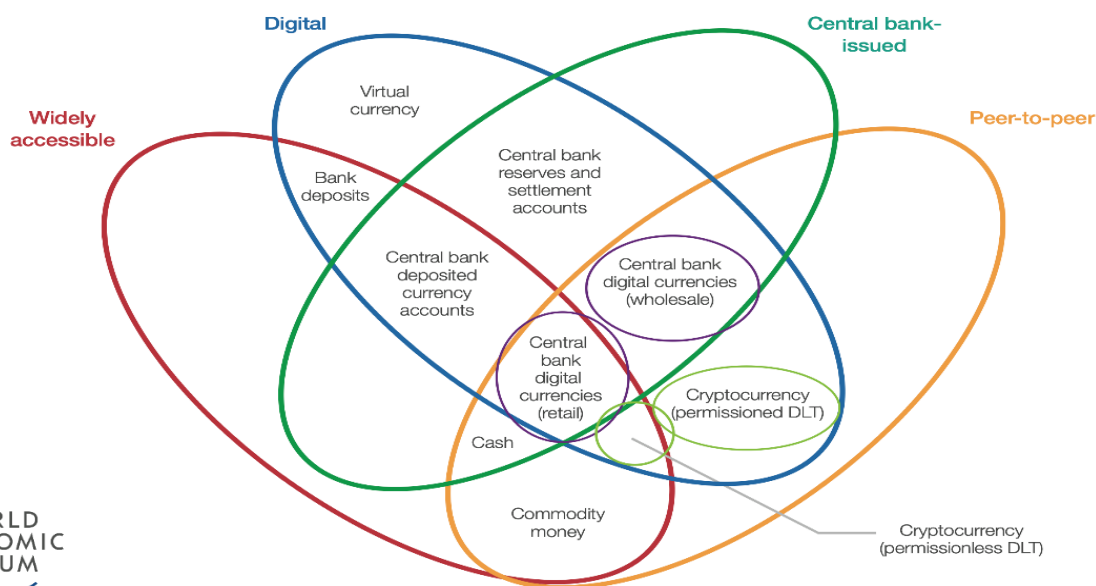 Digital
Central bank-
issued
Widely
accessible
Peer-to-peer
Virtual
currency
Bank
deposits
Central bank
reserves and
settlement
accounts
Central bank
deposited
currency
accounts
Central bank
digital currencies
(wholesale)
Central
bank
digital
currencies
(retail)
Cryptocurrency
(permissioned DLT)
Cash
Commodity
money
Cryptocurrency
(permissionless DLT)
RLD
OMIC
UM